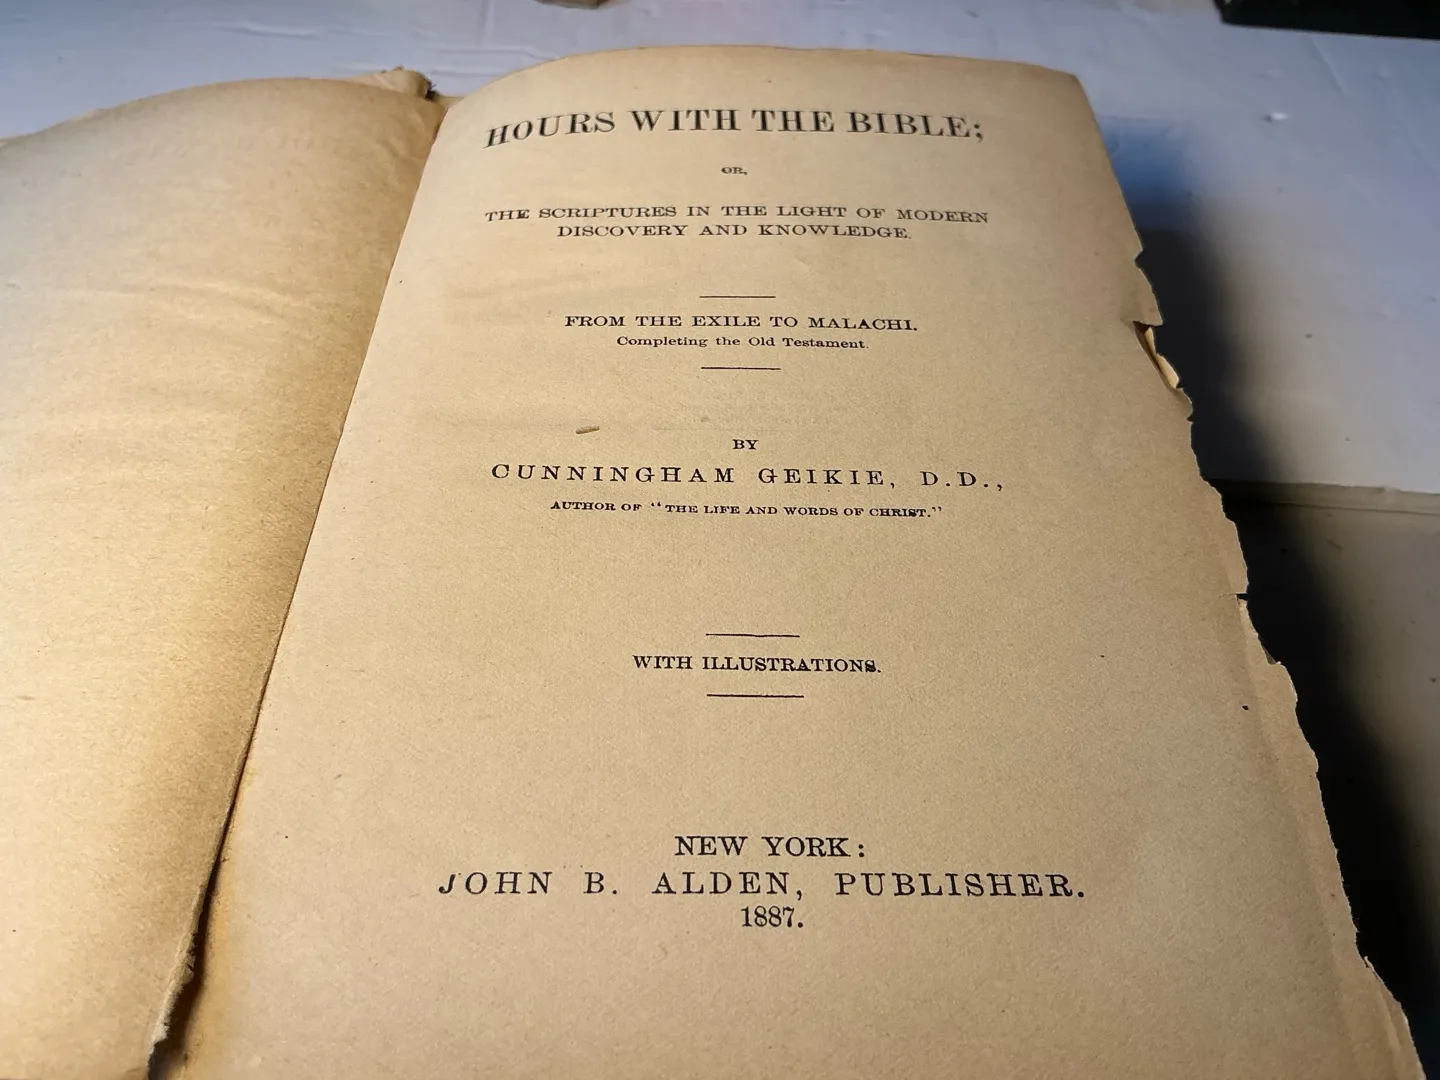 HOURS WITH THE BIBLE;
OR,
THE SCRIPTURES IN THE LIGHT OF MODERN
DISCOVERY AND KNOWLEDGE.
FROM THE EXILE TO MALACHI.
Completing the Old Testament.
BY
CUNNINGHAM GEIKIE, D.D.,
AUTHOR OF "THE LIFE AND WORDS OF CHRIST."
WITH ILLUSTRATIONS.
NEW YORK:
JOHN B. ALDEN, PUBLISHER.
1887.